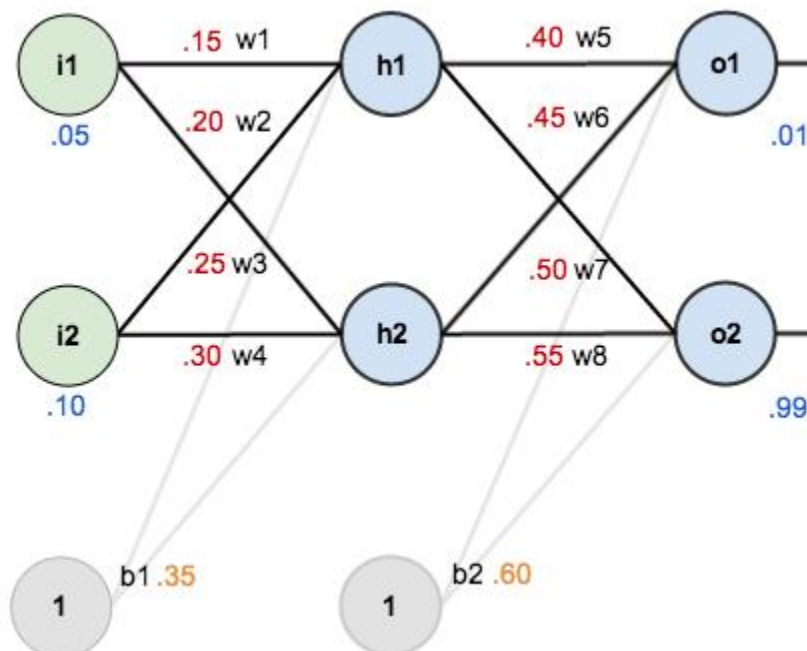 .15 w1
.40 w5
i1
h1
o1
.20 w2
.45 w6
.05
.01
.25 w3
.50 w7
i2
h2
o2
.30 w4
.55 w8
.10
.99
b1 .35
b2 .60
1
1